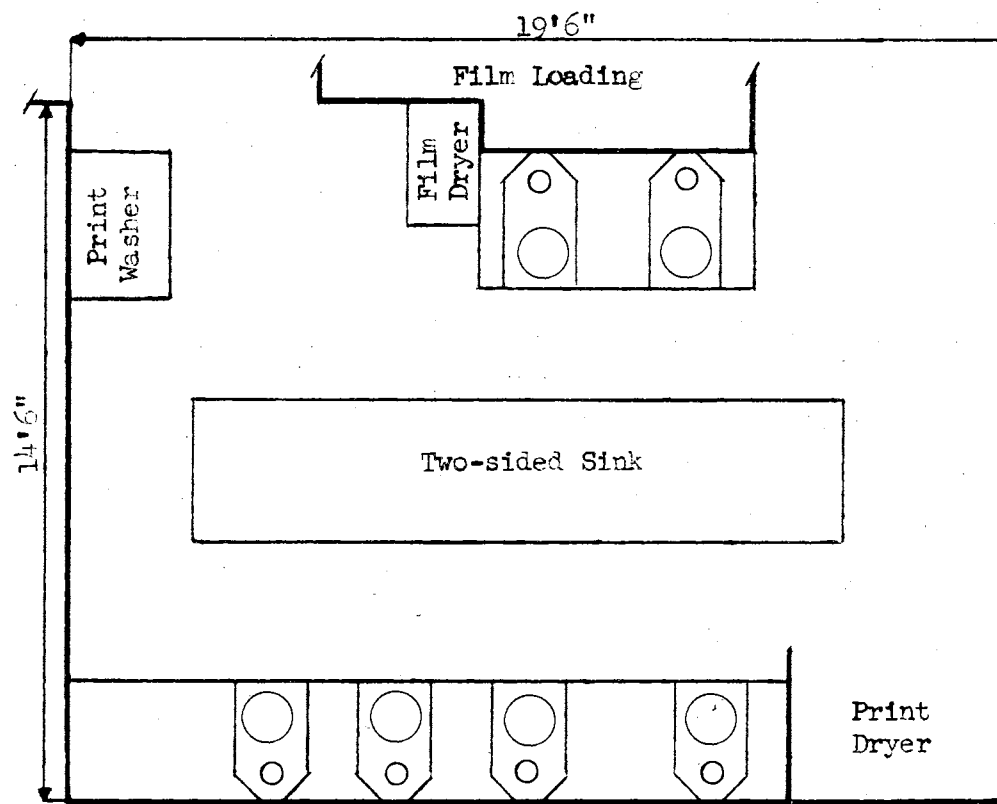 19'6"
Film Loading
Film
Dryer
Print
Washer
14'6"
Two-sided Sink
Print
Dryer